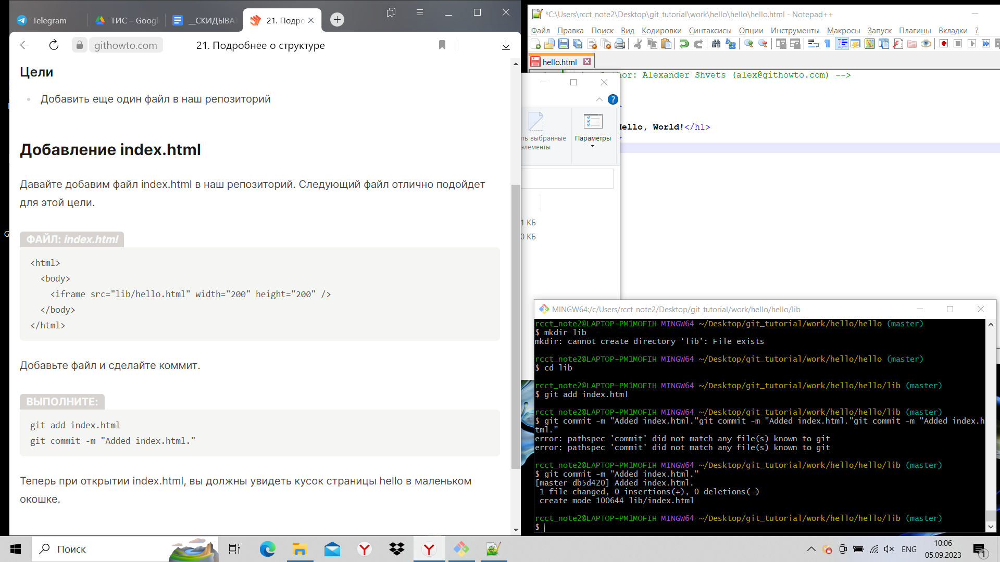 Telegram
ТИС – Googl
__СКИДЫВАТ
21. Подро
githowto.com
21. Подробнее о структуре
Цели
Добавить еще один файл в наш репозиторий
Добавление index.html
Давайте добавим файл index.html в наш репозиторий. Следующий файл отлично подойдет
для этой цели.
ФАЙЛ: index.html
<html>
<body>
<iframe src="lib/hello.html" width="200" height="200" />
</body>
</html>
Добавьте файл и сделайте коммит.
ВЫПОЛНИТЕ:
git add index.html
git commit -m "Added index.html."
Теперь при открытии index.html, вы должны увидеть кусок страницы hello в маленьком
окошке.
*C:\Users\rcct_note2\Desktop\git_tutorial\work\hello\hello\hello.html - Notepad++
Файл Правка Поиск Вид Кодировки Синтаксисы Опции Инструменты Макросы Запуск Плагины Вкладки ?
hello.html
hor: Alexander Shvets (alex@githowto.com) -->
>
Hello, World!</h1>
>
ть выбранные
элементы
Параметры
1 КБ
0 КБ
MINGW64:/c/Users/rcct_note2/Desktop/git_tutorial/work/hello/hello/lib
rcct_note2@LAPTOP-PM1MOFIH MINGW64 ~/Desktop/git_tutorial/work/hello/hello (master)
$ mkdir lib
mkdir: cannot create directory ‘lib’: File exists
rcct_note2@LAPTOP-PM1MOFIH MINGW64 ~/Desktop/git_tutorial/work/hello/hello (master)
$ cd lib
rcct_note2@LAPTOP-PM1MOFIH MINGW64 ~/Desktop/git_tutorial/work/hello/hello/lib (master)
$ git add index.html
rcct_note2@LAPTOP-PM1MOFIH MINGW64 ~/Desktop/git_tutorial/work/hello/hello/lib (master)
$ git commit -m "Added index.html."git commit -m "Added index.html."git commit -m "Added index.h
tml."
error: pathspec 'commit' did not match any file(s) known to git
error: pathspec 'commit' did not match any file(s) known to git
rcct_note2@LAPTOP-PM1MOFIH MINGW64 ~/Desktop/git_tutorial/work/hello/hello/lib (master)
$ git commit -m "Added index.html."
[master db5d420] Added index.html.
1 file changed, 0 insertions(+), 0 deletions(-)
create mode 100644 lib/index.html
rcct_note2@LAPTOP-PM1MOFIH MINGW64 ~/Desktop/git_tutorial/work/hello/hello/lib (master)
$
Поиск
ENG
10:06
05.09.2023
1